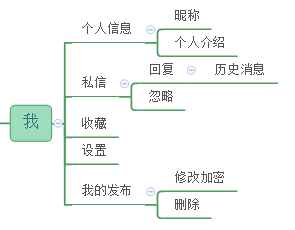 我
个人信息
昵称
个人介绍
私信
回复
历史消息
忽略
收藏
设置
我的发布
修改加密
删除